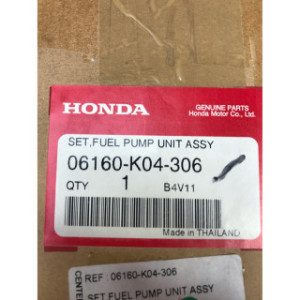 HONDA
GENUINE PARTS
Honda Motor Co., Ltd.
SET,FUEL PUMP UNIT ASSY
06160-K04-306
QTY 1 B4V11
Made in THAILAND
REF : 06160-K04-306
SET,FUEL PUMP UNIT ASSY